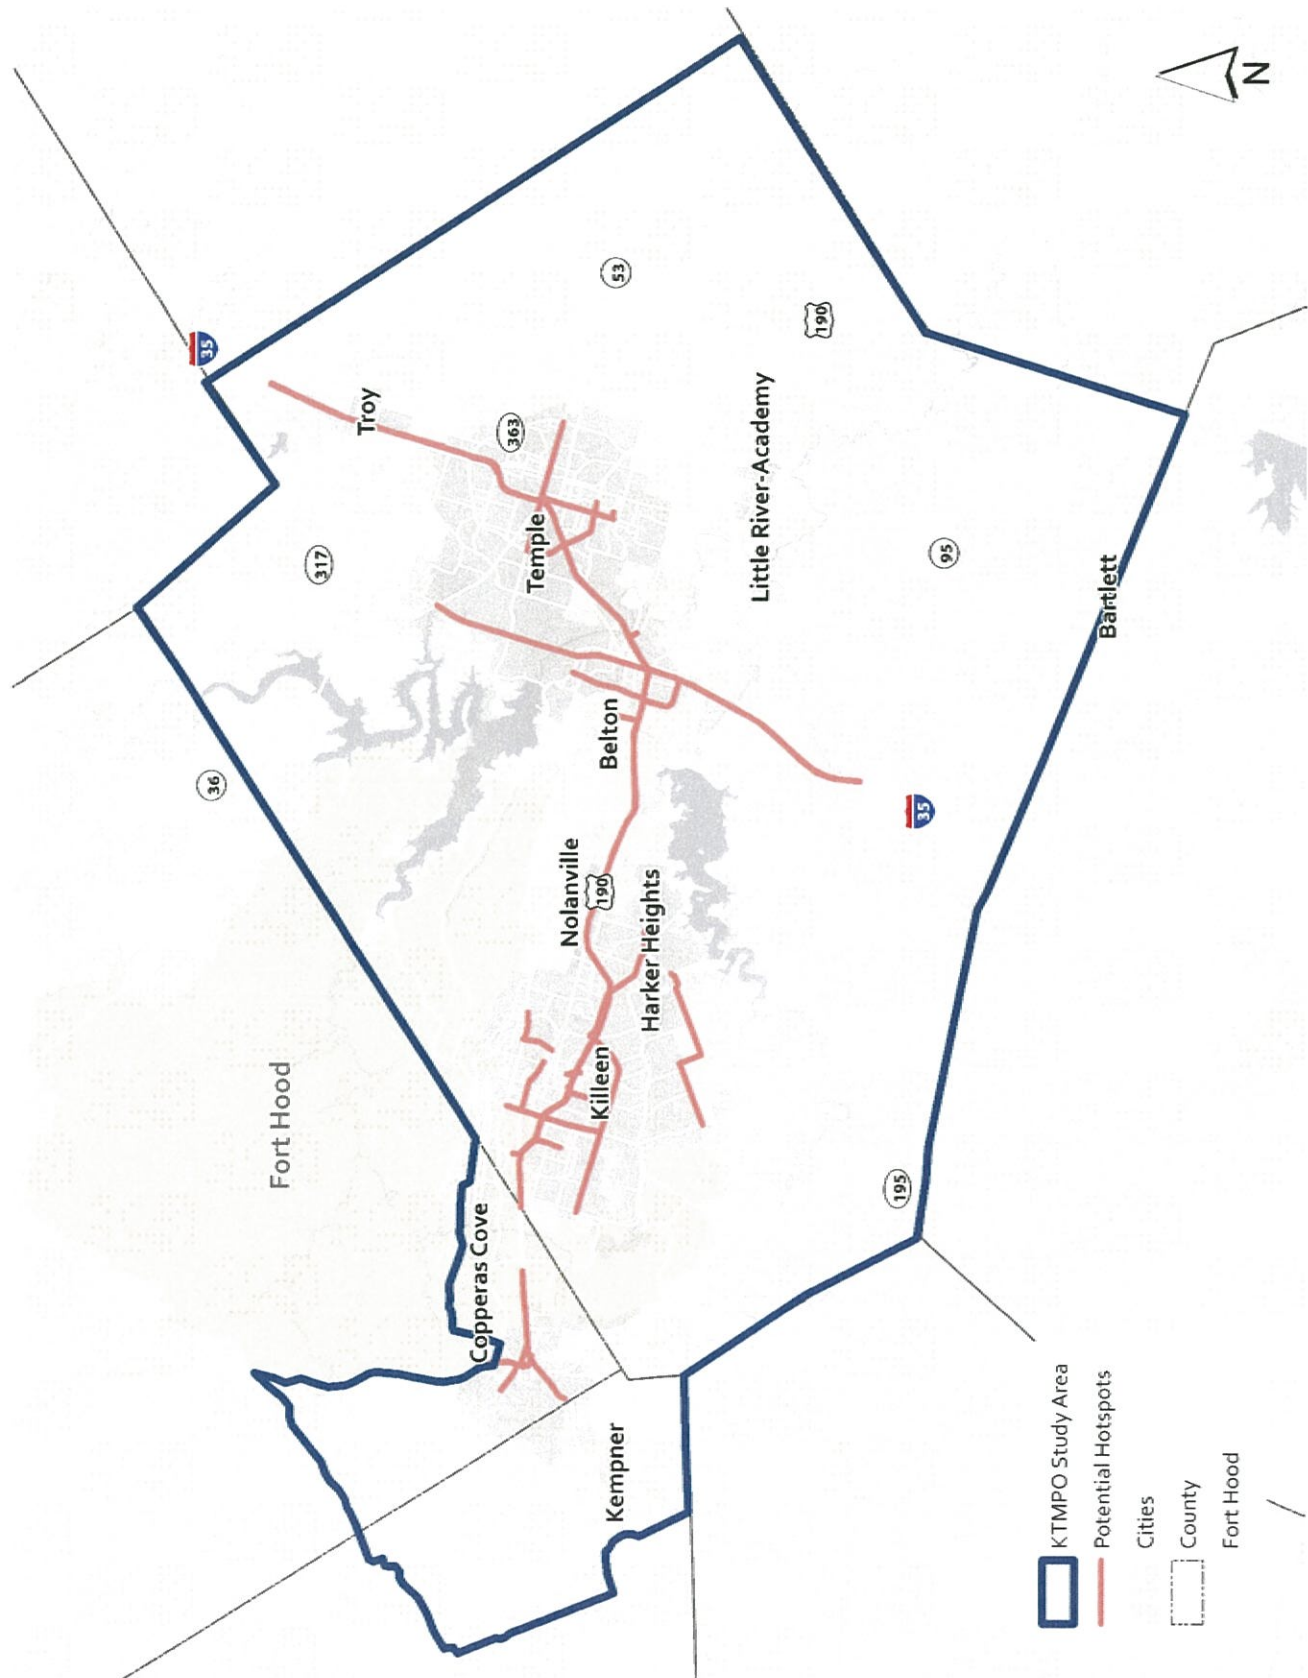 35
36
317
Troy
363
53
Fort Hood
Temple
Belton
Nolanville
190
Copperas Cove
Killeen
Harker Heights
Kempner
Little River-Academy
190
35
95
Bartlett
195
N
KTMPO Study Area
Potential Hotspots
Cities
County
Fort Hood